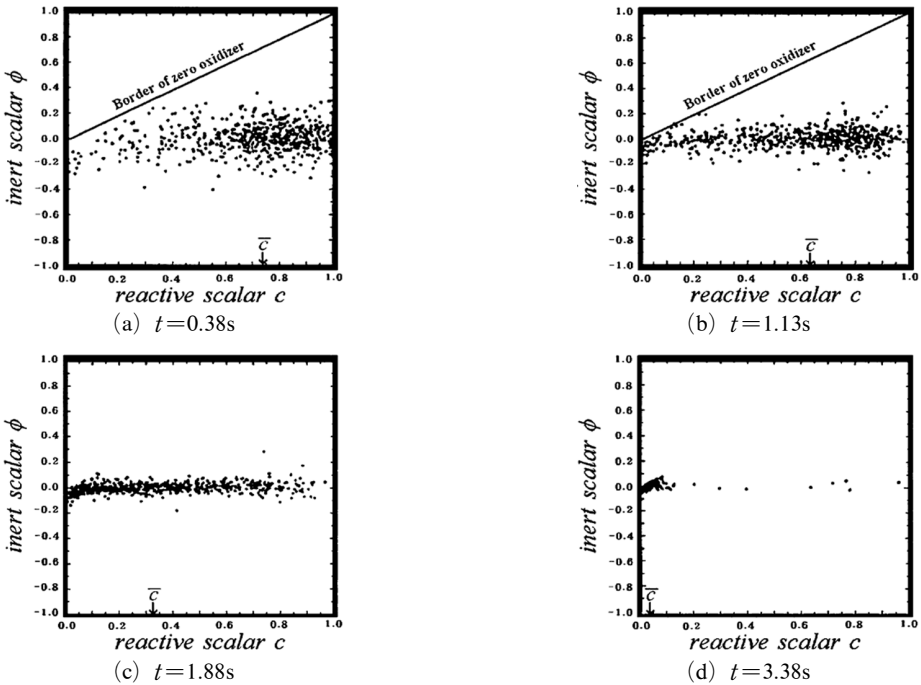 1.0
0.8
0.6
0.4
0.2
0.0
-0.2
-0.4
-0.6
-0.8
-1.0
inert scalar ϕ
Border of zero oxidizer
c̅
0.0 0.2 0.4 0.6 0.8 1.0
reactive scalar c
(a) t=0.38s
1.0
0.8
0.6
0.4
0.2
0.0
-0.2
-0.4
-0.6
-0.8
-1.0
inert scalar ϕ
Border of zero oxidizer
c̅
0.0 0.2 0.4 0.6 0.8 1.0
reactive scalar c
(b) t=1.13s
1.0
0.8
0.6
0.4
0.2
0.0
-0.2
-0.4
-0.6
-0.8
-1.0
inert scalar ϕ
c̅
0.0 0.2 0.4 0.6 0.8 1.0
reactive scalar c
(c) t=1.88s
1.0
0.8
0.6
0.4
0.2
0.0
-0.2
-0.4
-0.6
-0.8
-1.0
inert scalar ϕ
c̅
0.0 0.2 0.4 0.6 0.8 1.0
reactive scalar c
(d) t=3.38s